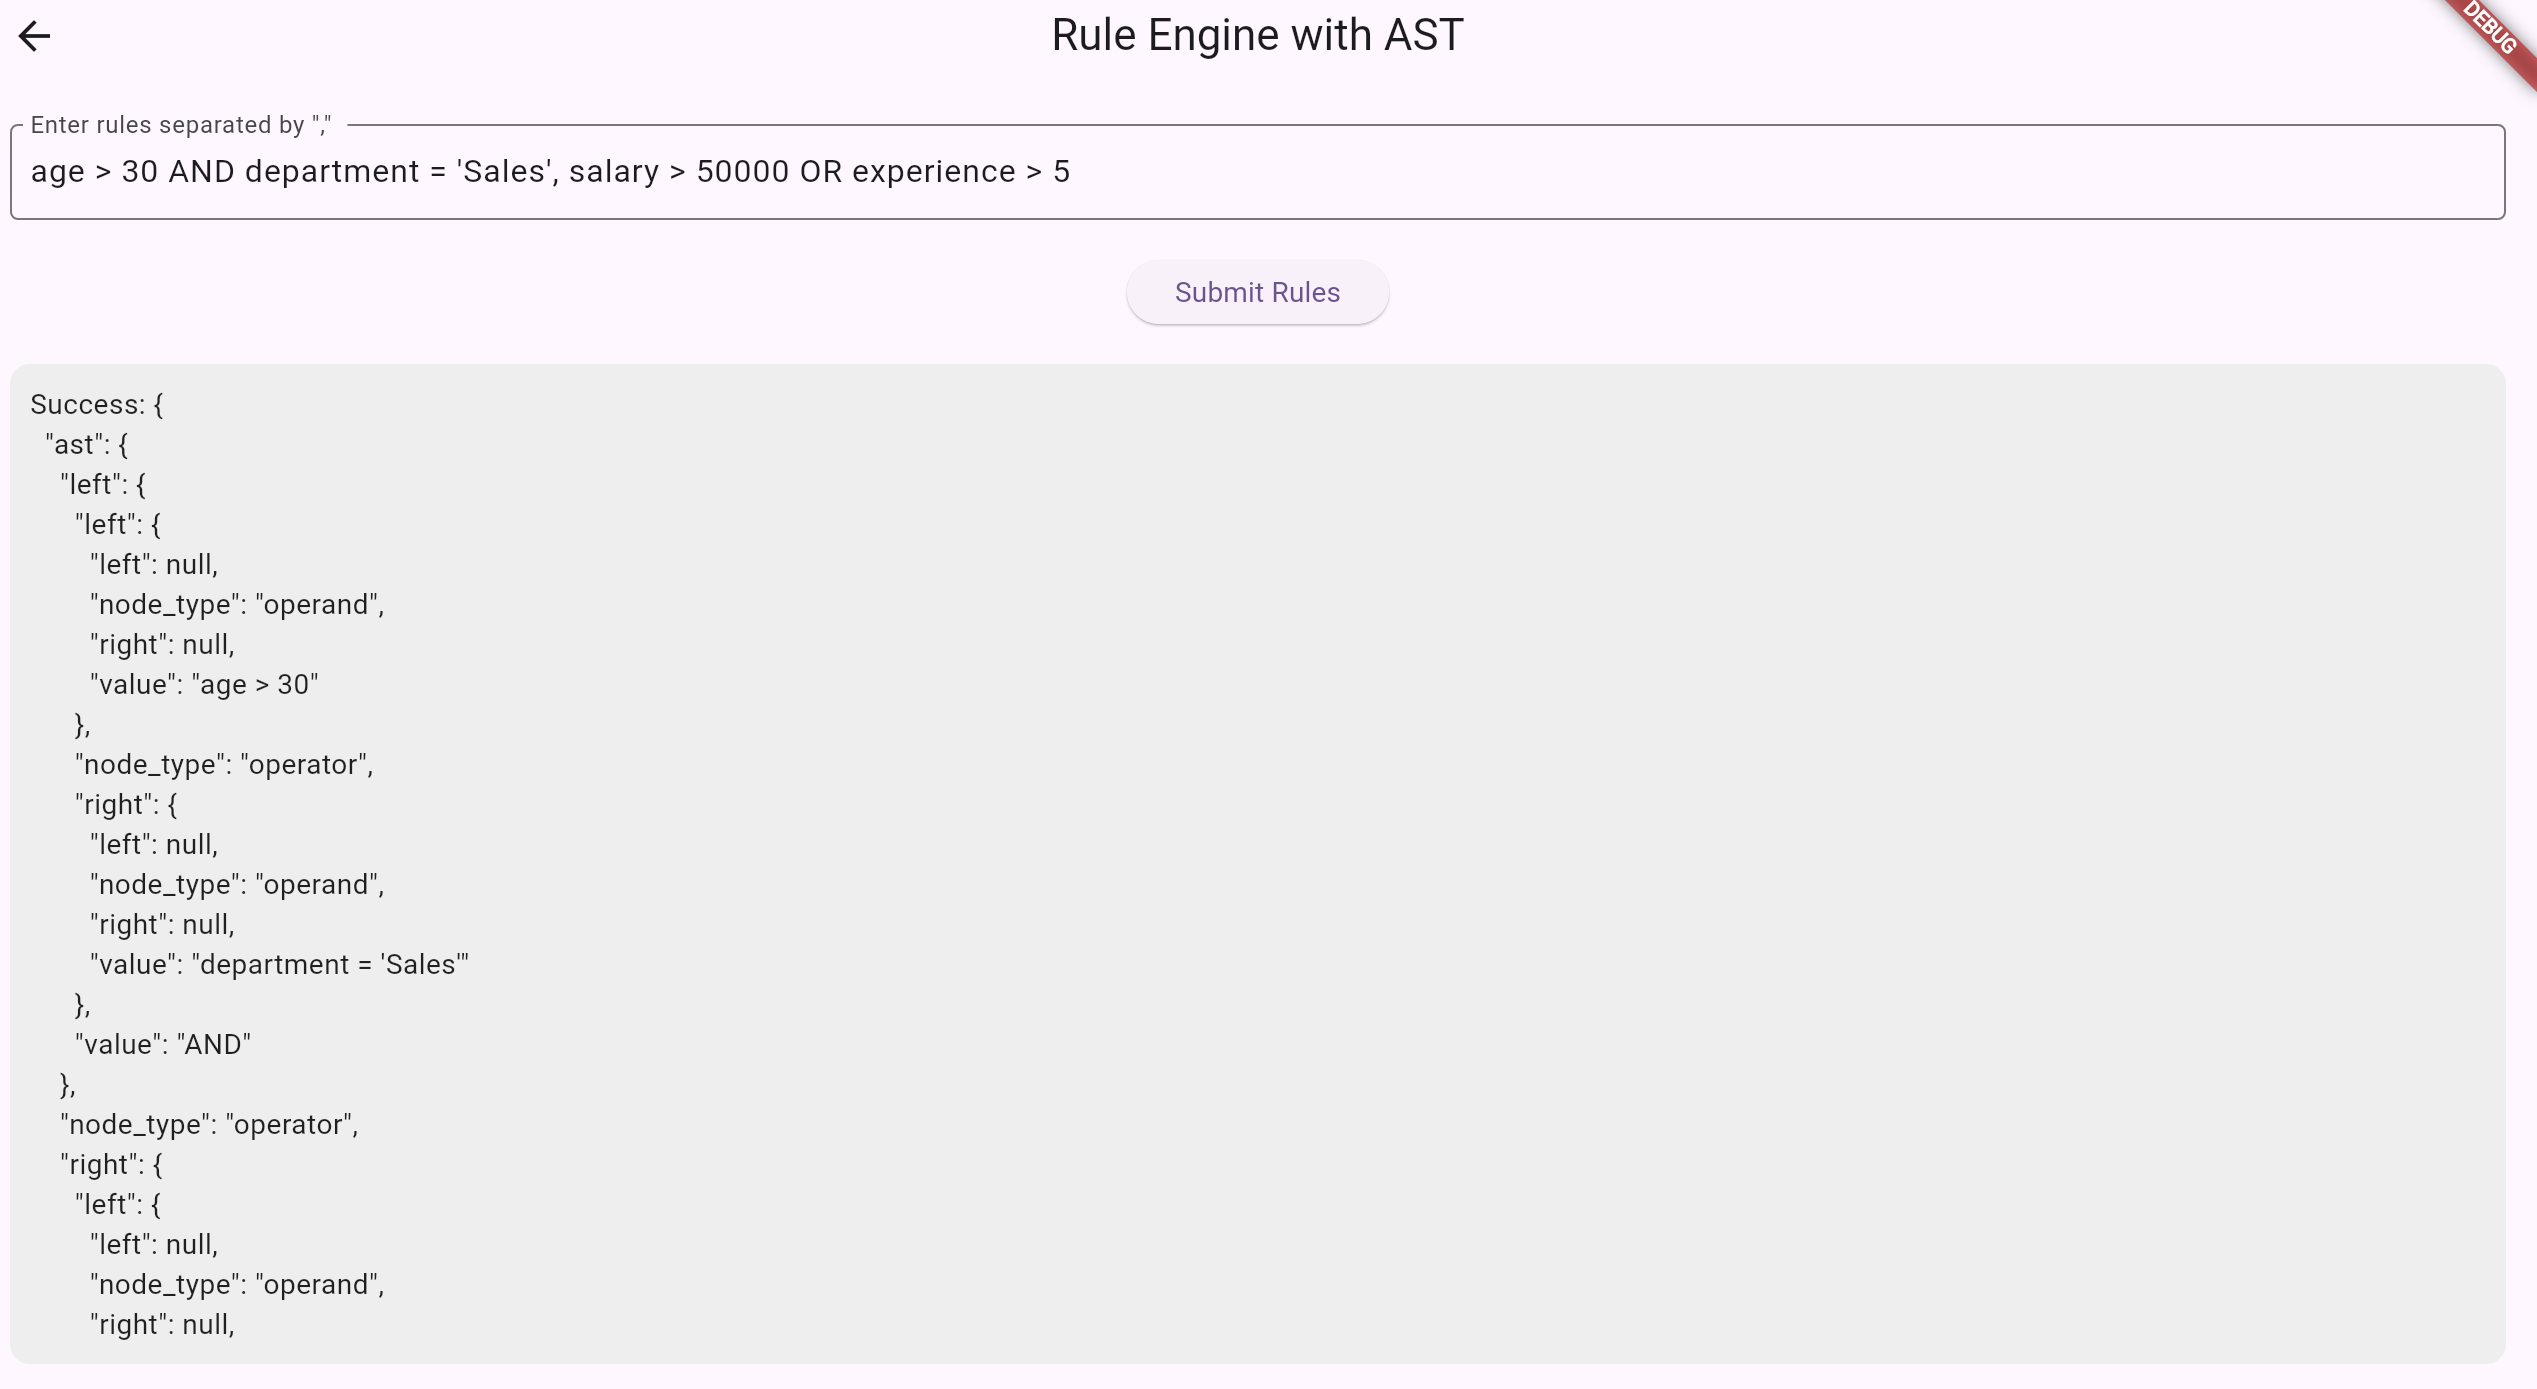 Rule Engine with AST
DEBUG
Enter rules separated by ","
age > 30 AND department = 'Sales', salary > 50000 OR experience > 5
Submit Rules
Success: {
  "ast": {
    "left": {
      "left": {
        "left": null,
        "node_type": "operand",
        "right": null,
        "value": "age > 30"
      },
      "node_type": "operator",
      "right": {
        "left": null,
        "node_type": "operand",
        "right": null,
        "value": "department = 'Sales'"
      },
      "value": "AND"
    },
    "node_type": "operator",
    "right": {
      "left": {
        "left": null,
        "node_type": "operand",
        "right": null,